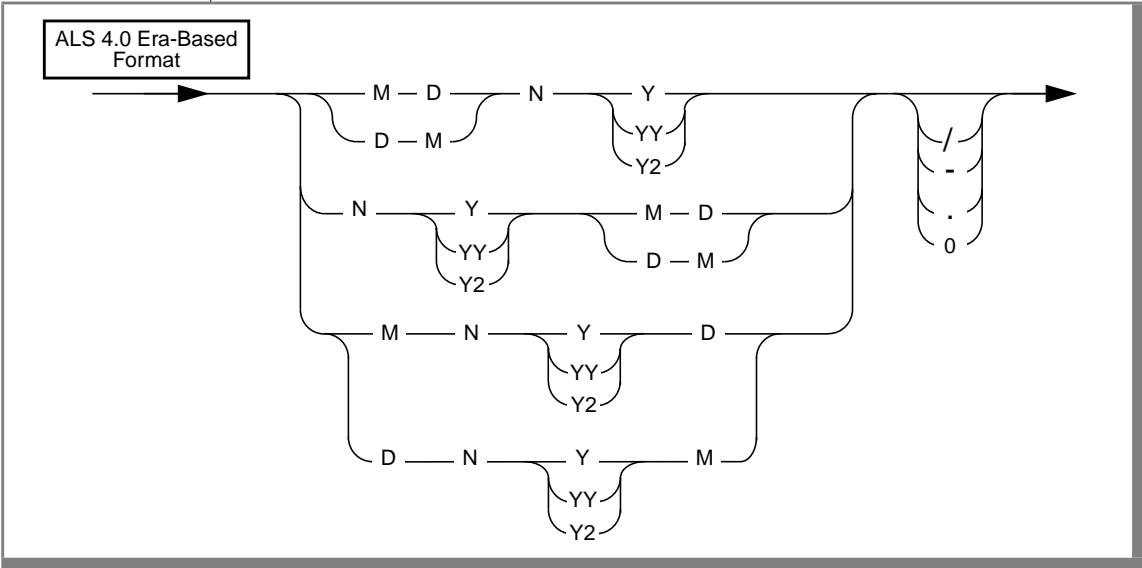 ALS 4.0 Era-Based
Format
M D N Y
D M YY /
Y2 -
N Y M D .
YY D M 0
Y2
M N Y D
YY
Y2
D N Y M
YY
Y2